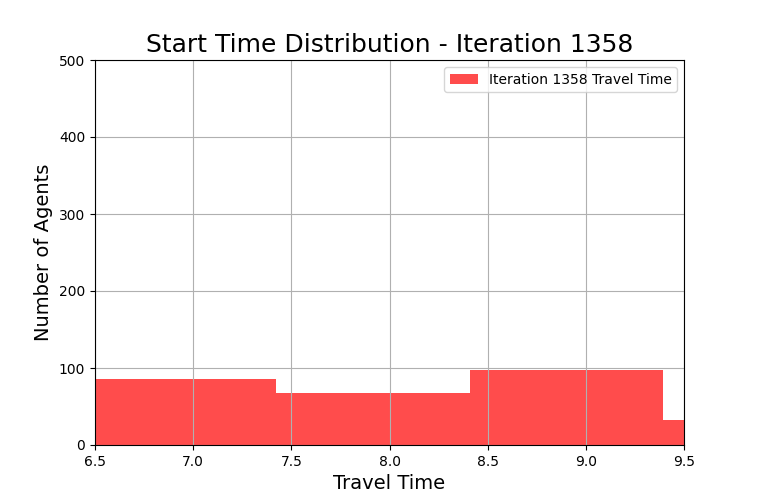 Start Time Distribution - Iteration 1358
500
400
300
200
100
0
Number of Agents
Iteration 1358 Travel Time
6.5 7.0 7.5 8.0 8.5 9.0 9.5
Travel Time